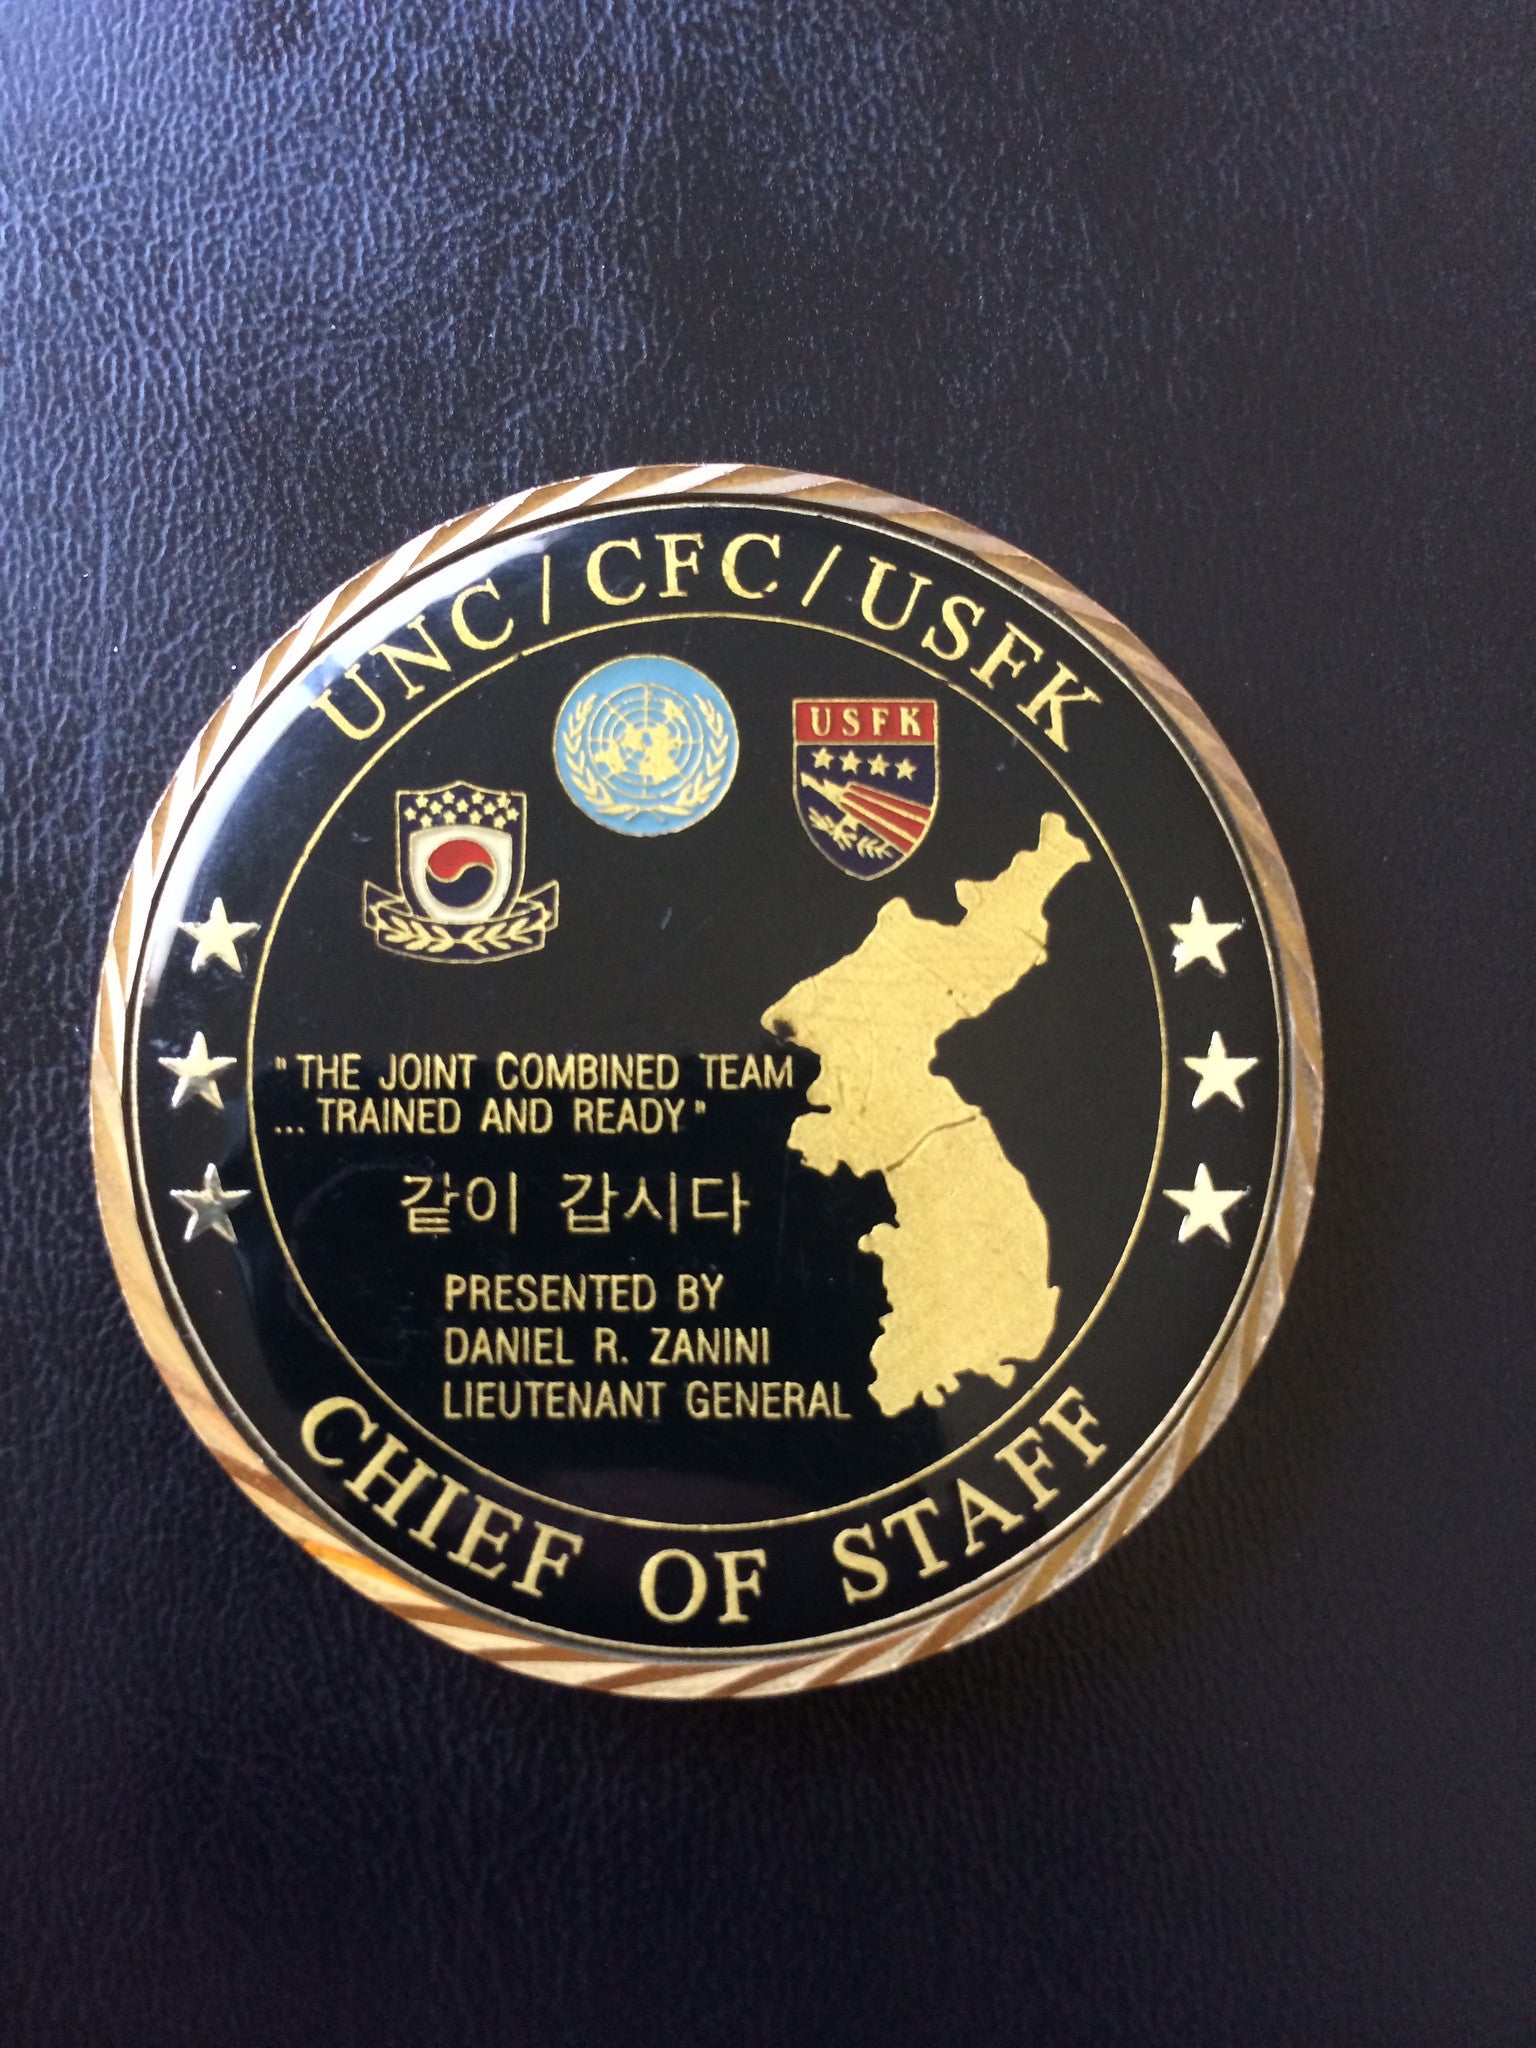 UNC/CFC/USFK
USFK
"THE JOINT COMBINED TEAM
... TRAINED AND READY"
같이 갑시다
PRESENTED BY
DANIEL R. ZANINI
LIEUTENANT GENERAL
CHIEF OF STAFF